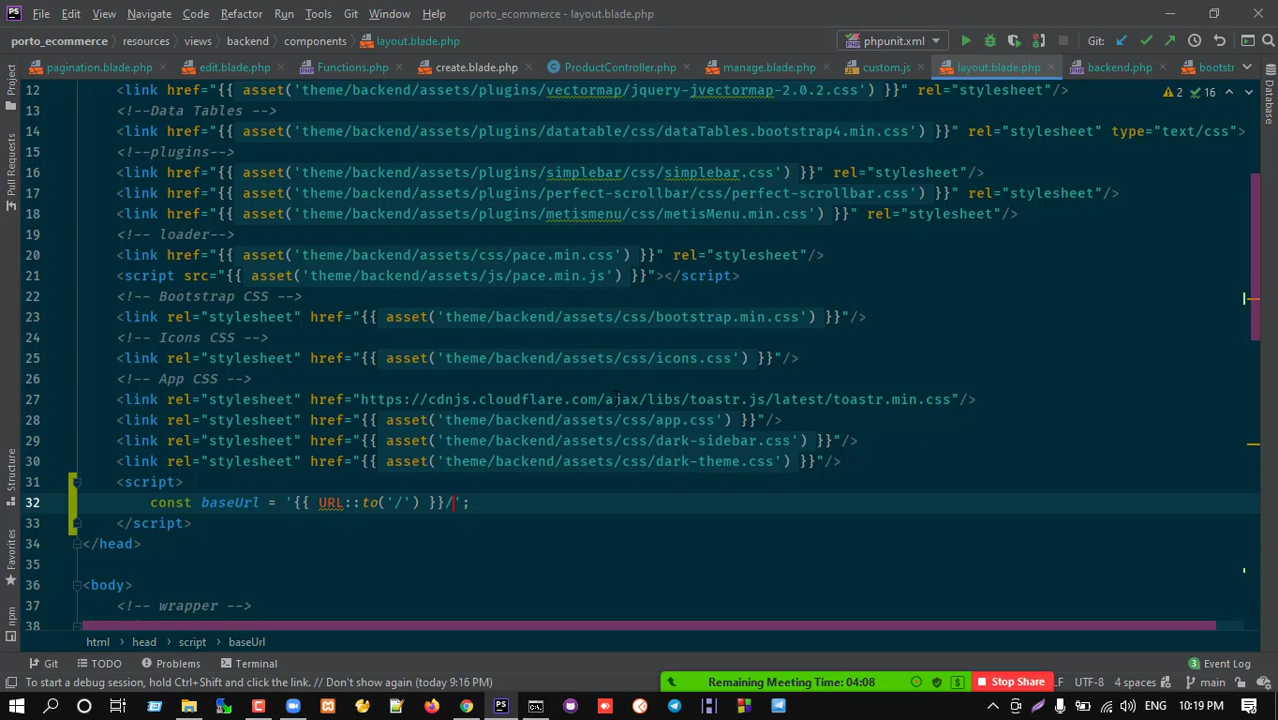 PS File Edit View Navigate Code Refactor Run Tools Git Window Help porto_ecommerce - layout.blade.php
porto_ecommerce resources views backend components layout.blade.php phpunit.xml Git:
pagination.blade.php edit.blade.php Functions.php create.blade.php ProductController.php manage.blade.php custom.js layout.blade.php backend.php bootstr
Project
Pull Requests
Structure
Favorites
npm
Database
2 16
12 <link href="{{ asset('theme/backend/assets/plugins/vectormap/jquery-jvectormap-2.0.2.css') }}" rel="stylesheet"/>
13 <!--Data Tables -->
14 <link href="{{ asset('theme/backend/assets/plugins/datatable/css/dataTables.bootstrap4.min.css') }}" rel="stylesheet" type="text/css">
15 <!--plugins-->
16 <link href="{{ asset('theme/backend/assets/plugins/simplebar/css/simplebar.css') }}" rel="stylesheet"/>
17 <link href="{{ asset('theme/backend/assets/plugins/perfect-scrollbar/css/perfect-scrollbar.css') }}" rel="stylesheet"/>
18 <link href="{{ asset('theme/backend/assets/plugins/metismenu/css/metisMenu.min.css') }}" rel="stylesheet"/>
19 <!-- loader-->
20 <link href="{{ asset('theme/backend/assets/css/pace.min.css') }}" rel="stylesheet"/>
21 <script src="{{ asset('theme/backend/assets/js/pace.min.js') }}"></script>
22 <!-- Bootstrap CSS -->
23 <link rel="stylesheet" href="{{ asset('theme/backend/assets/css/bootstrap.min.css') }}"/>
24 <!-- Icons CSS -->
25 <link rel="stylesheet" href="{{ asset('theme/backend/assets/css/icons.css') }}"/>
26 <!-- App CSS -->
27 <link rel="stylesheet" href="https://cdnjs.cloudflare.com/ajax/libs/toastr.js/latest/toastr.min.css"/>
28 <link rel="stylesheet" href="{{ asset('theme/backend/assets/css/app.css') }}"/>
29 <link rel="stylesheet" href="{{ asset('theme/backend/assets/css/dark-sidebar.css') }}"/>
30 <link rel="stylesheet" href="{{ asset('theme/backend/assets/css/dark-theme.css') }}"/>
31 <script>
32 const baseUrl = '{{ URL::to('/') }}/';
33 </script>
34 </head>
35
36 <body>
37 <!-- wrapper -->
38
html head script baseUrl
Git TODO Problems Terminal 3 Event Log
To start a debug session, hold Ctrl+Shift and click the link. // Don't show again (today 9:16 PM) Remaining Meeting Time: 04:08 Stop Share LF UTF-8 4 spaces main
10:19 PM